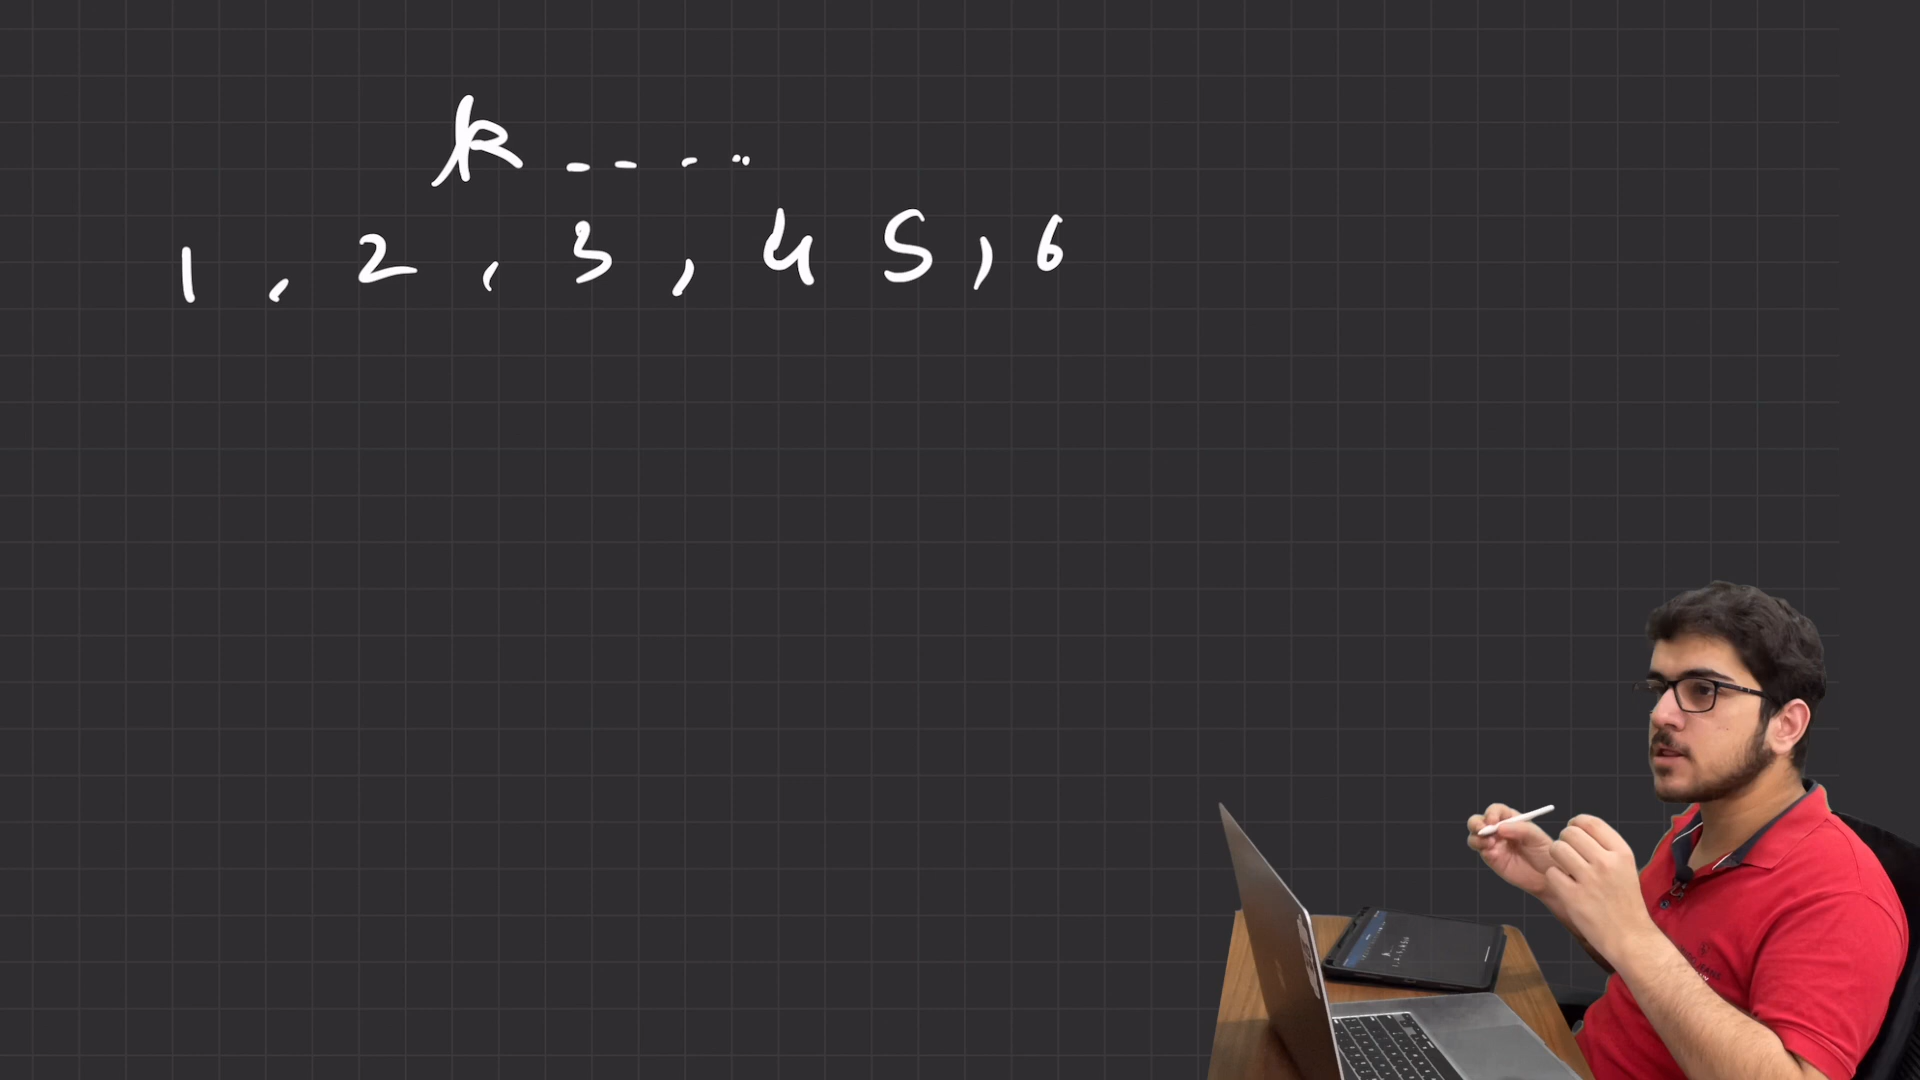 k - - - ..
1 , 2 , 3 , 4 5 , 6